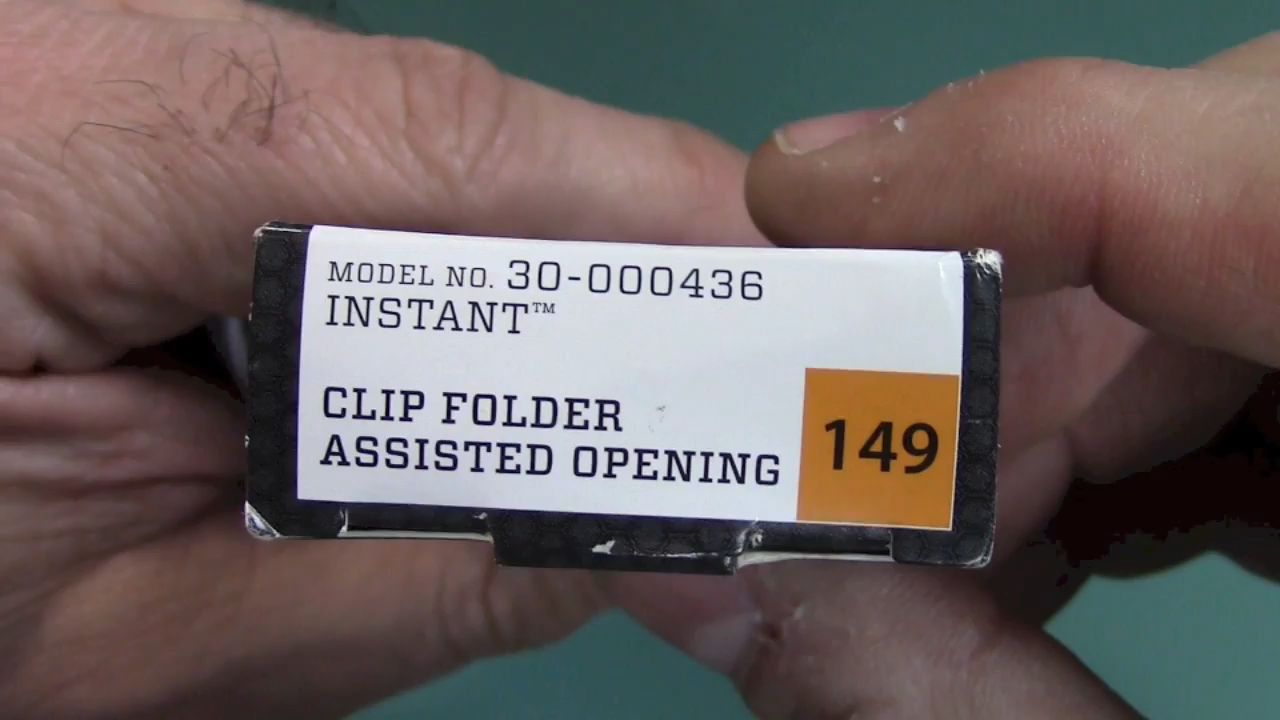 MODEL NO. 30-000436
INSTANT™
CLIP FOLDER
ASSISTED OPENING
149